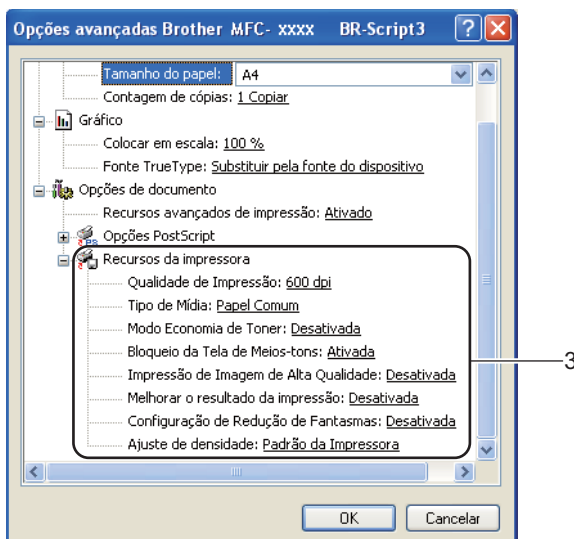 Opções avançadas Brother MFC- xxxx BR-Script3
Tamanho do papel: A4
Contagem de cópias: 1 Copiar
Gráfico
Colocar em escala: 100 %
Fonte TrueType: Substituir pela fonte do dispositivo
Opções de documento
Recursos avançados de impressão: Ativado
Opções PostScript
Recursos da impressora
Qualidade de Impressão: 600 dpi
Tipo de Mídia: Papel Comum
Modo Economia de Toner: Desativada
Bloqueio da Tela de Meios-tons: Ativada
3
Impressão de Imagem de Alta Qualidade: Desativada
Melhorar o resultado da impressão: Desativada
Configuração de Redução de Fantasmas: Desativada
Ajuste de densidade: Padrão da Impressora
OK Cancelar